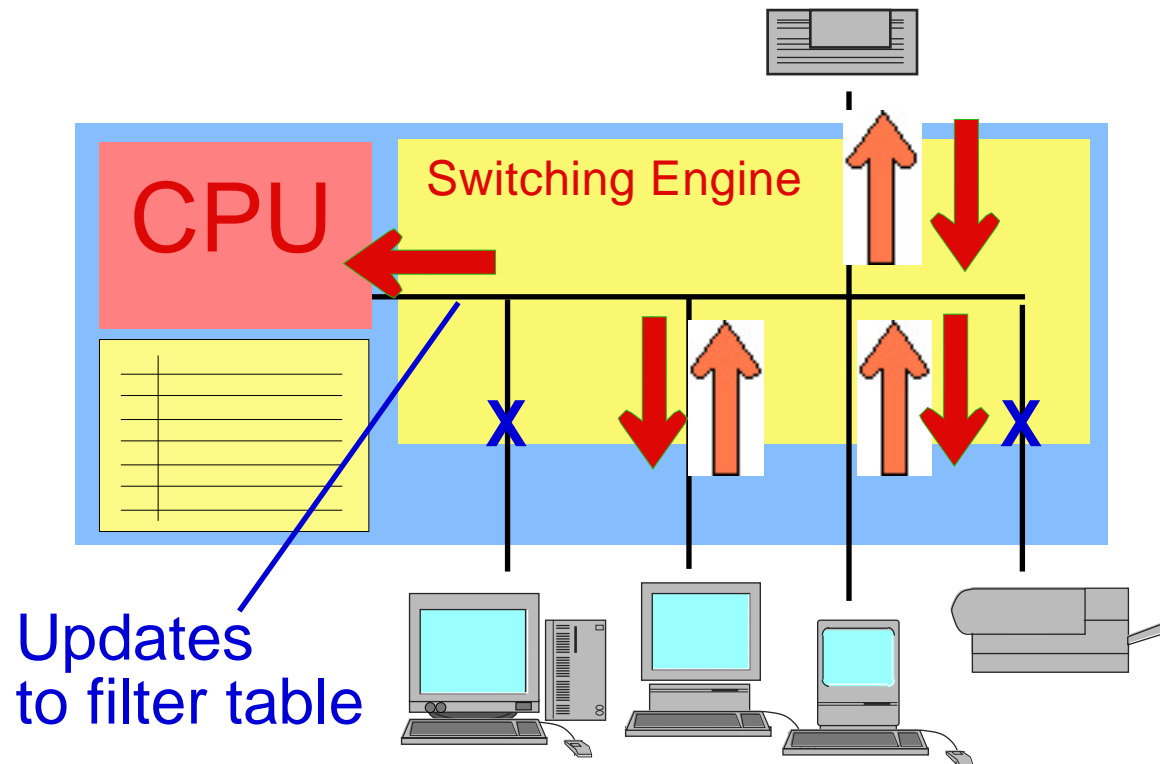 CPU
Switching Engine
X
X
Updates
to filter table